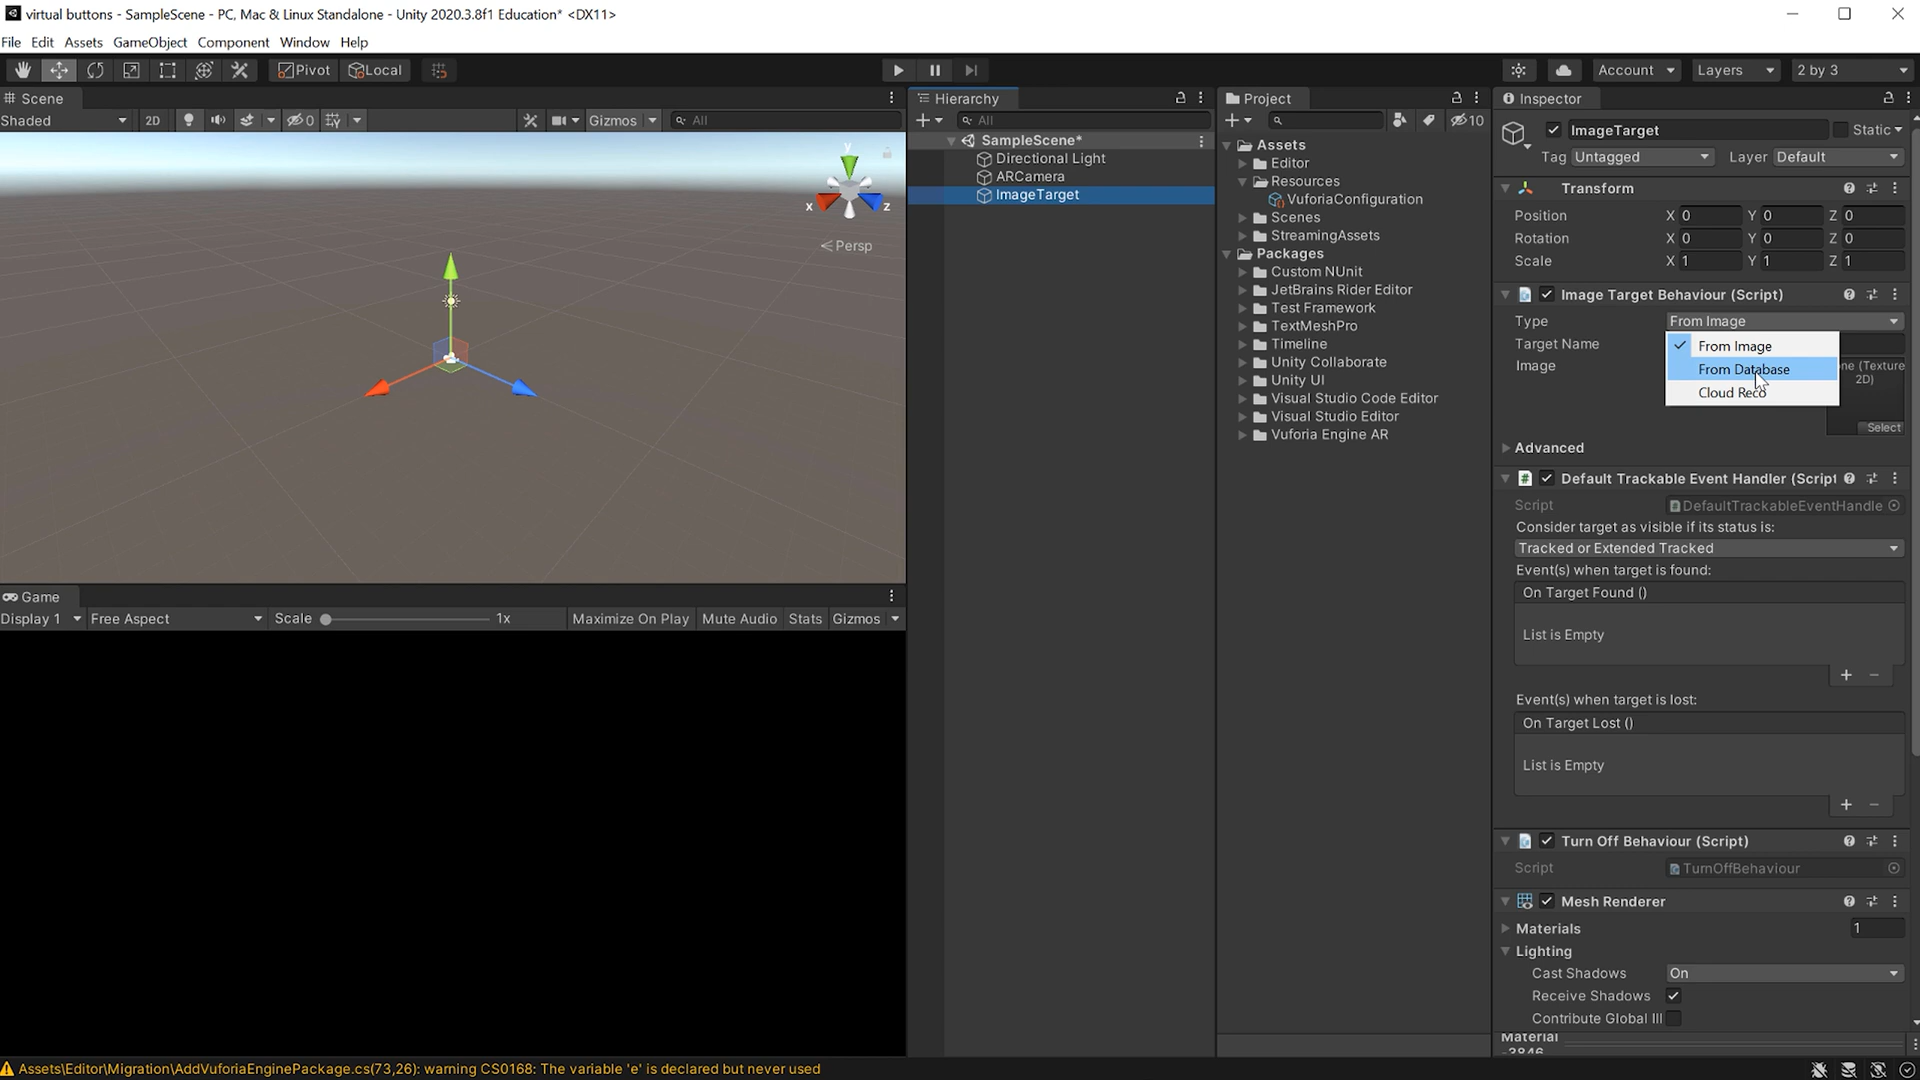 virtual buttons - SampleScene - PC, Mac & Linux Standalone - Unity 2020.3.8f1 Education* <DX11>
File Edit Assets GameObject Component Window Help
Pivot Local Account Layers 2 by 3
Scene
Shaded 2D 0 Gizmos All
y
x z
Persp
Game
Display 1 Free Aspect Scale 1x Maximize On Play Mute Audio Stats Gizmos
Hierarchy
All
SampleScene*
Directional Light
ARCamera
ImageTarget
Project
10
Assets
Editor
Resources
VuforiaConfiguration
Scenes
StreamingAssets
Packages
Custom NUnit
JetBrains Rider Editor
Test Framework
TextMeshPro
Timeline
Unity Collaborate
Unity UI
Visual Studio Code Editor
Visual Studio Editor
Vuforia Engine AR
Inspector
ImageTarget Static
Tag Untagged Layer Default
Transform
Position X 0 Y 0 Z 0
Rotation X 0 Y 0 Z 0
Scale X 1 Y 1 Z 1
Image Target Behaviour (Script)
Type From Image
Target Name
From Image
Image
From Database
Cloud Reco
(Texture
2D)
Select
Advanced
Default Trackable Event Handler (Script
Script DefaultTrackableEventHandle
Consider target as visible if its status is:
Tracked or Extended Tracked
Event(s) when target is found:
On Target Found ()
List is Empty
+ −
Event(s) when target is lost:
On Target Lost ()
List is Empty
+ −
Turn Off Behaviour (Script)
Script TurnOffBehaviour
Mesh Renderer
Materials 1
Lighting
Cast Shadows On
Receive Shadows
Contribute Global Ill
Material
Assets\Editor\Migration\AddVuforiaEnginePackage.cs(73,26): warning CS0168: The variable 'e' is declared but never used